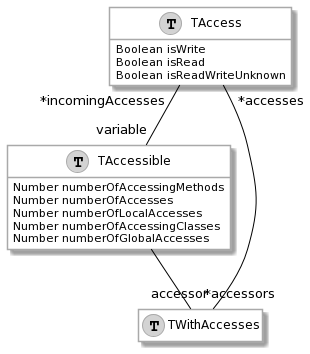 T TAccess
Boolean isWrite
Boolean isRead
Boolean isReadWriteUnknown
*incomingAccesses
*accesses
variable
T TAccessible
Number numberOfAccessingMethods
Number numberOfAccesses
Number numberOfLocalAccesses
Number numberOfAccessingClasses
Number numberOfGlobalAccesses
accessor
*accessors
T TWithAccesses